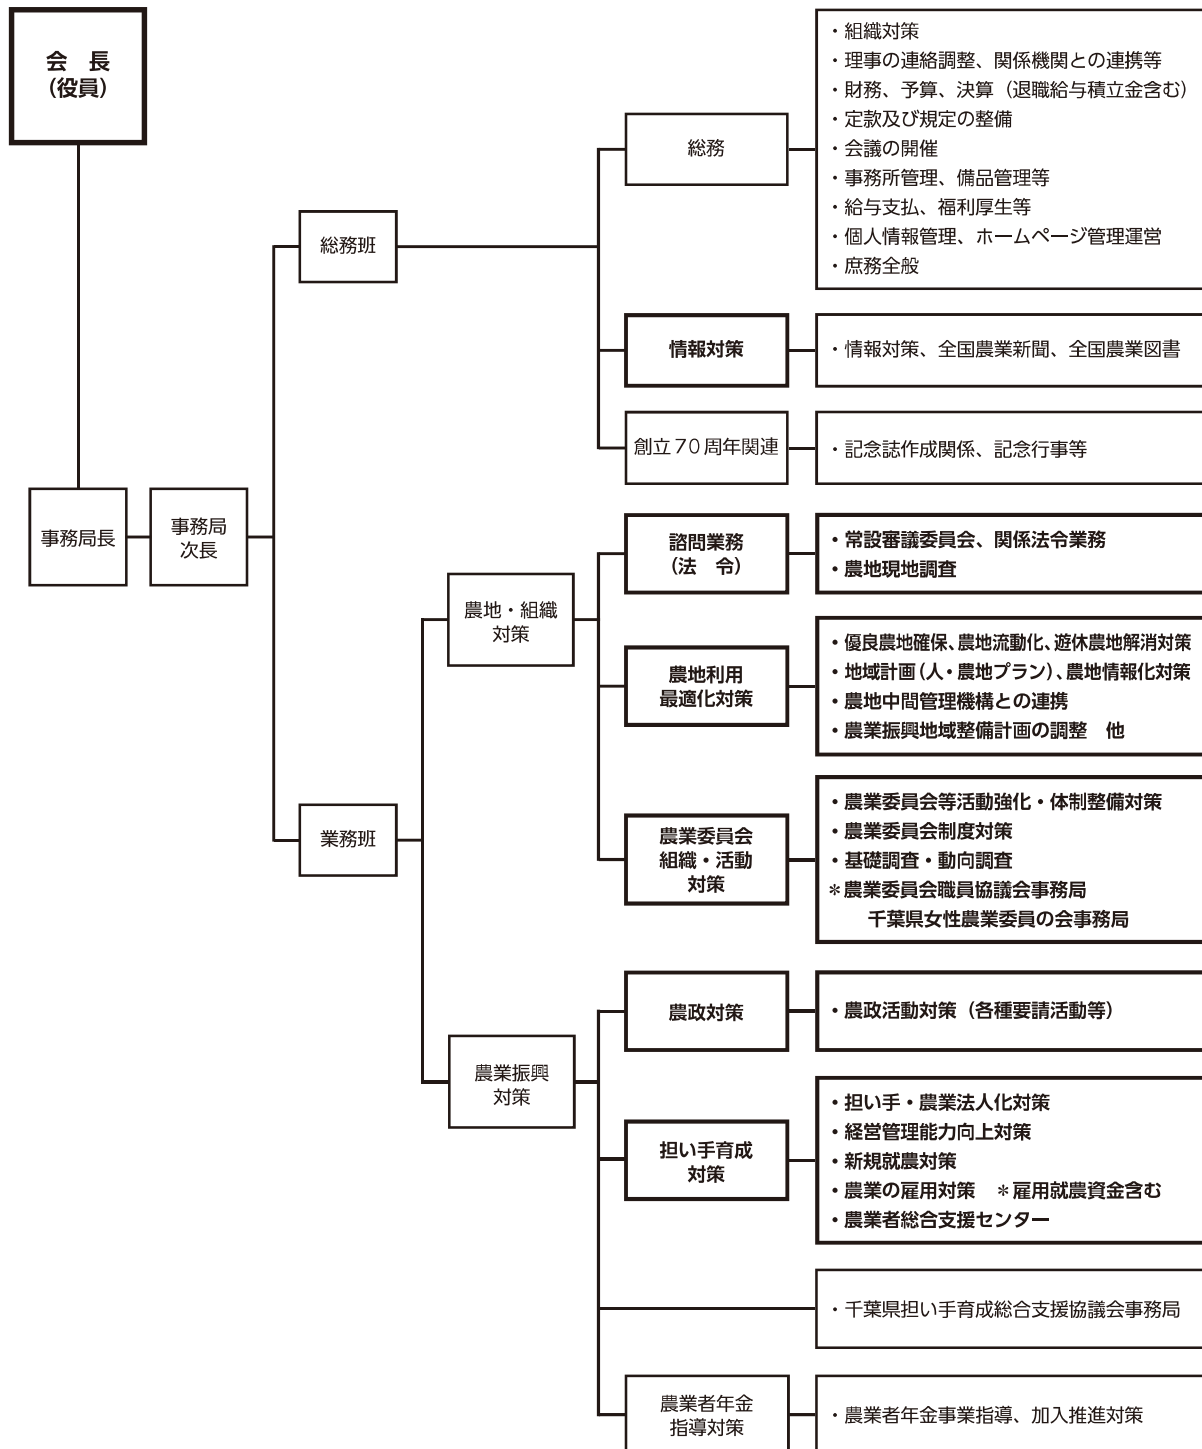 会　長
（役員）
事務局長
事務局
次長
総務班
総務
・組織対策
・理事の連絡調整、関係機関との連携等
・財務、予算、決算（退職給与積立金含む）
・定款及び規定の整備
・会議の開催
・事務所管理、備品管理等
・給与支払、福利厚生等
・個人情報管理、ホームページ管理運営
・庶務全般
情報対策
・情報対策、全国農業新聞、全国農業図書
創立70周年関連
・記念誌作成関係、記念行事等
業務班
農地・組織
対策
諮問業務
（法　令）
・常設審議委員会、関係法令業務
・農地現地調査
農地利用
最適化対策
・優良農地確保、農地流動化、遊休農地解消対策
・地域計画（人・農地プラン）、農地情報化対策
・農地中間管理機構との連携
・農業振興地域整備計画の調整　他
農業委員会
組織・活動
対策
・農業委員会等活動強化・体制整備対策
・農業委員会制度対策
・基礎調査・動向調査
＊農業委員会職員協議会事務局
千葉県女性農業委員の会事務局
農業振興
対策
農政対策
・農政活動対策（各種要請活動等）
担い手育成
対策
・担い手・農業法人化対策
・経営管理能力向上対策
・新規就農対策
・農業の雇用対策　＊雇用就農資金含む
・農業者総合支援センター
・千葉県担い手育成総合支援協議会事務局
農業者年金
指導対策
・農業者年金事業指導、加入推進対策